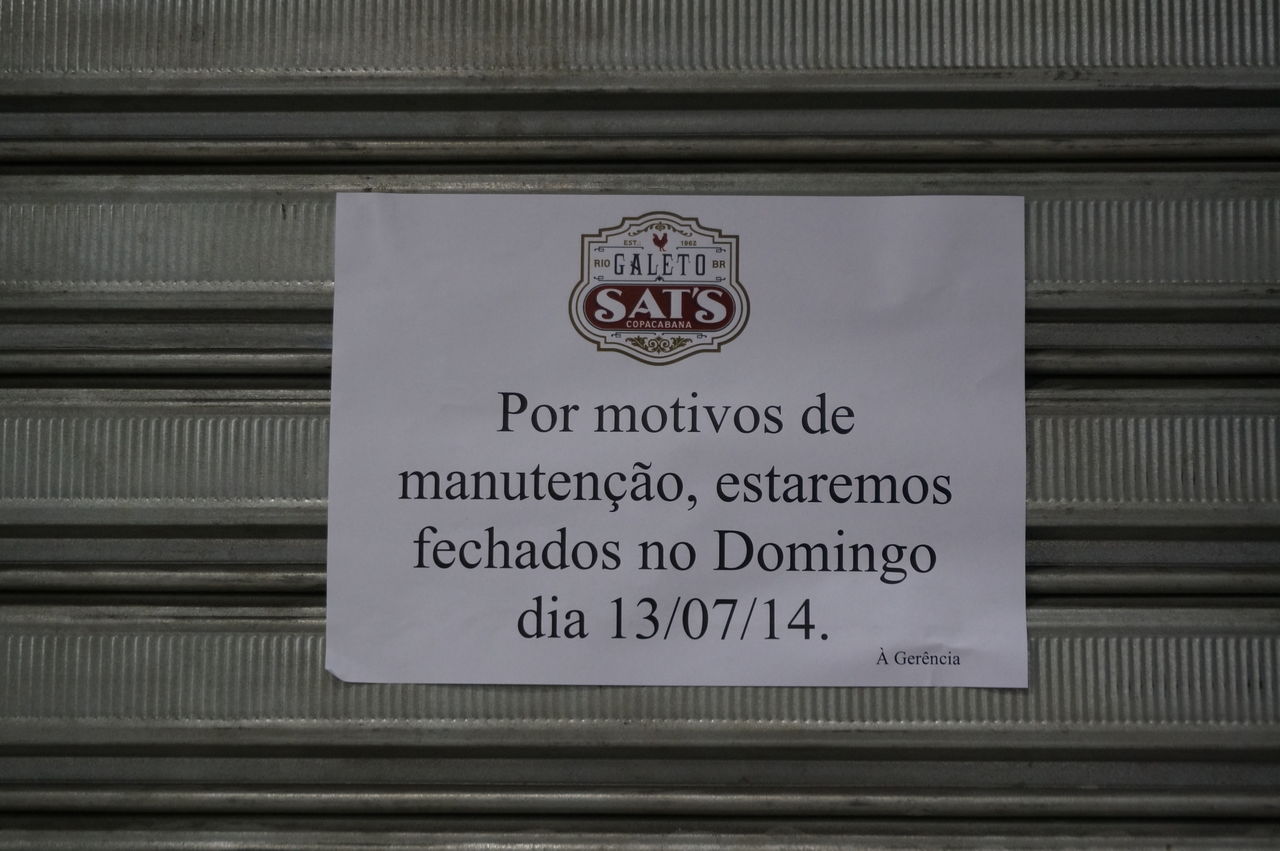 EST. 1962
RIO GALETO BR
SAT'S
COPACABANA
Por motivos de
manutenção, estaremos
fechados no Domingo
dia 13/07/14.
À Gerência